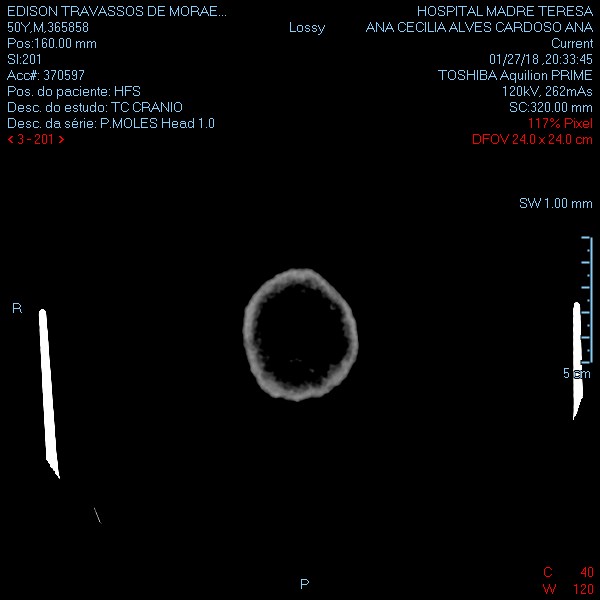 EDISON TRAVASSOS DE MORAE...
50Y,M,365858
Pos:160.00 mm
Sl:201
Acc#: 370597
Pos. do paciente: HFS
Desc. do estudo: TC CRANIO
Desc. da série: P.MOLES Head 1.0
< 3 - 201 >
Lossy
HOSPITAL MADRE TERESA
ANA CECILIA ALVES CARDOSO ANA
Current
01/27/18 ,20:33:45
TOSHIBA Aquilion PRIME
120kV, 262mAs
SC:320.00 mm
117% Pixel
DFOV 24.0 x 24.0 cm
SW 1.00 mm
R
5 cm
P
C 40
W 120